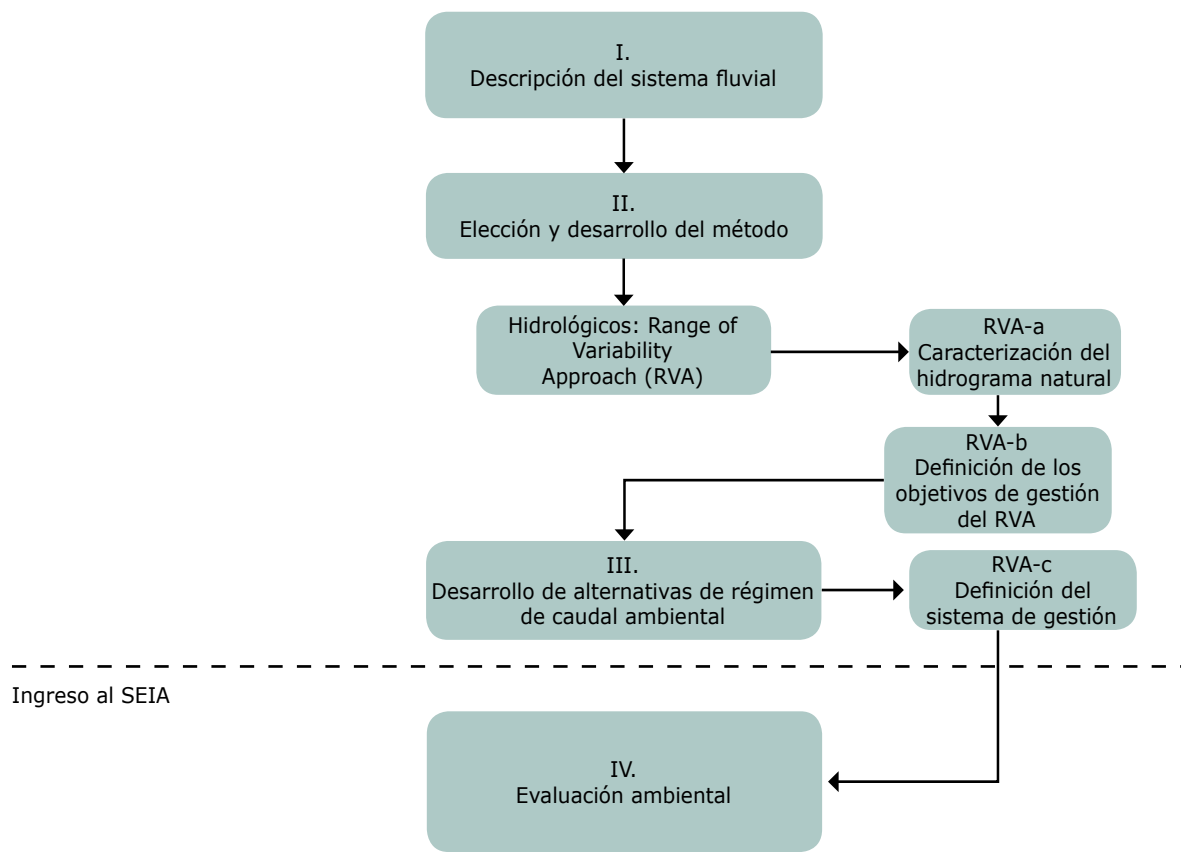 I.
Descripción del sistema fluvial
II.
Elección y desarrollo del método
Hidrológicos: Range of
Variability
Approach (RVA)
RVA-a
Caracterización del
hidrograma natural
RVA-b
Definición de los
objetivos de gestión
del RVA
III.
Desarrollo de alternativas de régimen
de caudal ambiental
RVA-c
Definición del
sistema de gestión
Ingreso al SEIA
IV.
Evaluación ambiental